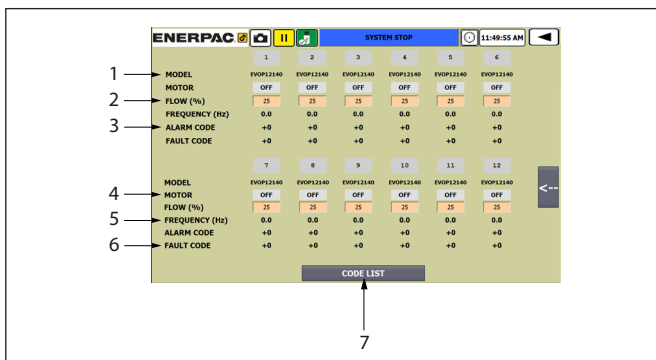 ENERPAC. SYSTEM STOP 11:49:55 AM
1 2 3 4 5 6
1 MODEL EVOP12140 EVOP12140 EVOP12140 EVOP12140 EVOP12140 EVOP12140
MOTOR OFF OFF OFF OFF OFF OFF
2 FLOW (%) 25 25 25 25 25 25
FREQUENCY (Hz) 0.0 0.0 0.0 0.0 0.0 0.0
3 ALARM CODE +0 +0 +0 +0 +0 +0
FAULT CODE +0 +0 +0 +0 +0 +0
7 8 9 10 11 12
MODEL EVOP12140 EVOP12140 EVOP12140 EVOP12140 EVOP12140 EVOP12140
4 MOTOR OFF OFF OFF OFF OFF OFF
<--
FLOW (%) 25 25 25 25 25 25
5 FREQUENCY (Hz) 0.0 0.0 0.0 0.0 0.0 0.0
ALARM CODE +0 +0 +0 +0 +0 +0
6 FAULT CODE +0 +0 +0 +0 +0 +0
CODE LIST
7